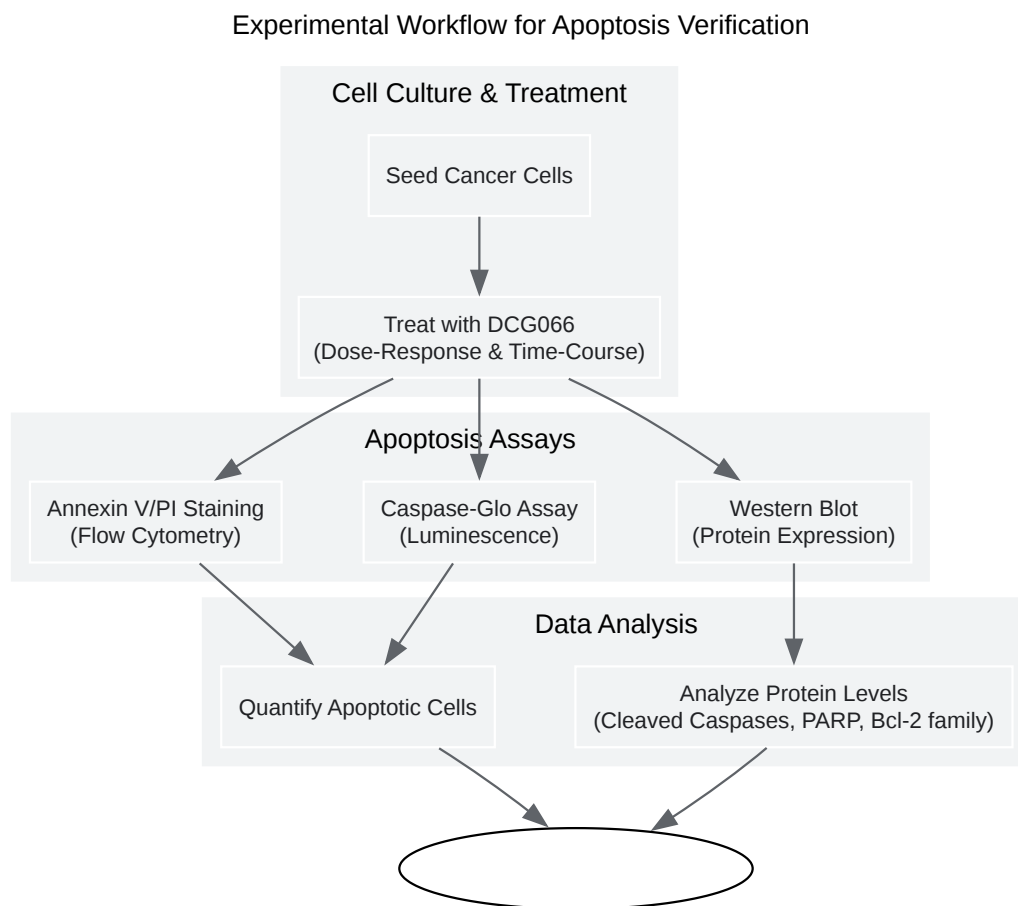 Experimental Workflow for Apoptosis Verification
Cell Culture & Treatment
Seed Cancer Cells
Treat with DCG066
(Dose-Response & Time-Course)
Apoptosis Assays
Annexin V/PI Staining
(Flow Cytometry)
Caspase-Glo Assay
(Luminescence)
Western Blot
(Protein Expression)
Data Analysis
Quantify Apoptotic Cells
Analyze Protein Levels
(Cleaved Caspases, PARP, Bcl-2 family)